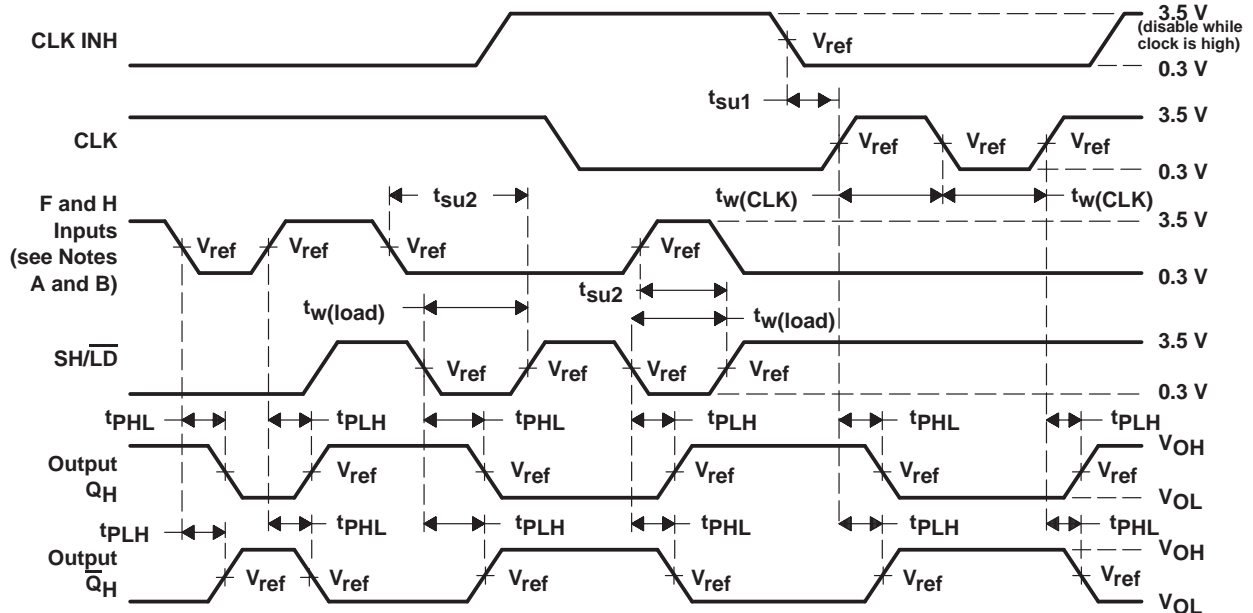 3.5 V
(disable while
clock is high)
CLK INH
Vref
0.3 V
tsu1
3.5 V
CLK
Vref
Vref
Vref
0.3 V
tsu2
tw(CLK)
tw(CLK)
F and H
Inputs
(see Notes
A and B)
Vref
Vref
Vref
Vref
3.5 V
0.3 V
tsu2
tw(load)
tw(load)
SH/L̅D̅
Vref
Vref
Vref
Vref
3.5 V
0.3 V
tPHL
tPLH
tPHL
tPLH
tPHL
tPLH
Output
QH
Vref
Vref
Vref
Vref
Vref
Vref
VOH
VOL
tPLH
tPHL
tPLH
tPHL
tPLH
tPHL
Output
Q̅H
Vref
Vref
Vref
Vref
Vref
Vref
VOH
VOL